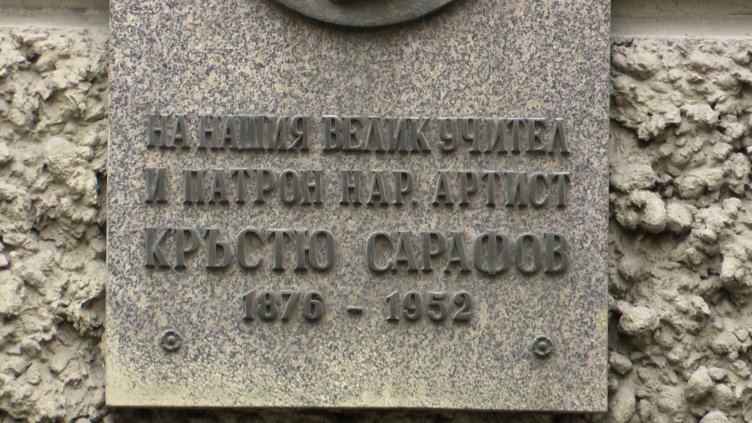 НА НАШИЯ ВЕЛИК УЧИТЕЛ
И ПАТРОН НАР. АРТИСТ
КРЪСТЮ САРАФОВ
1876 - 1952